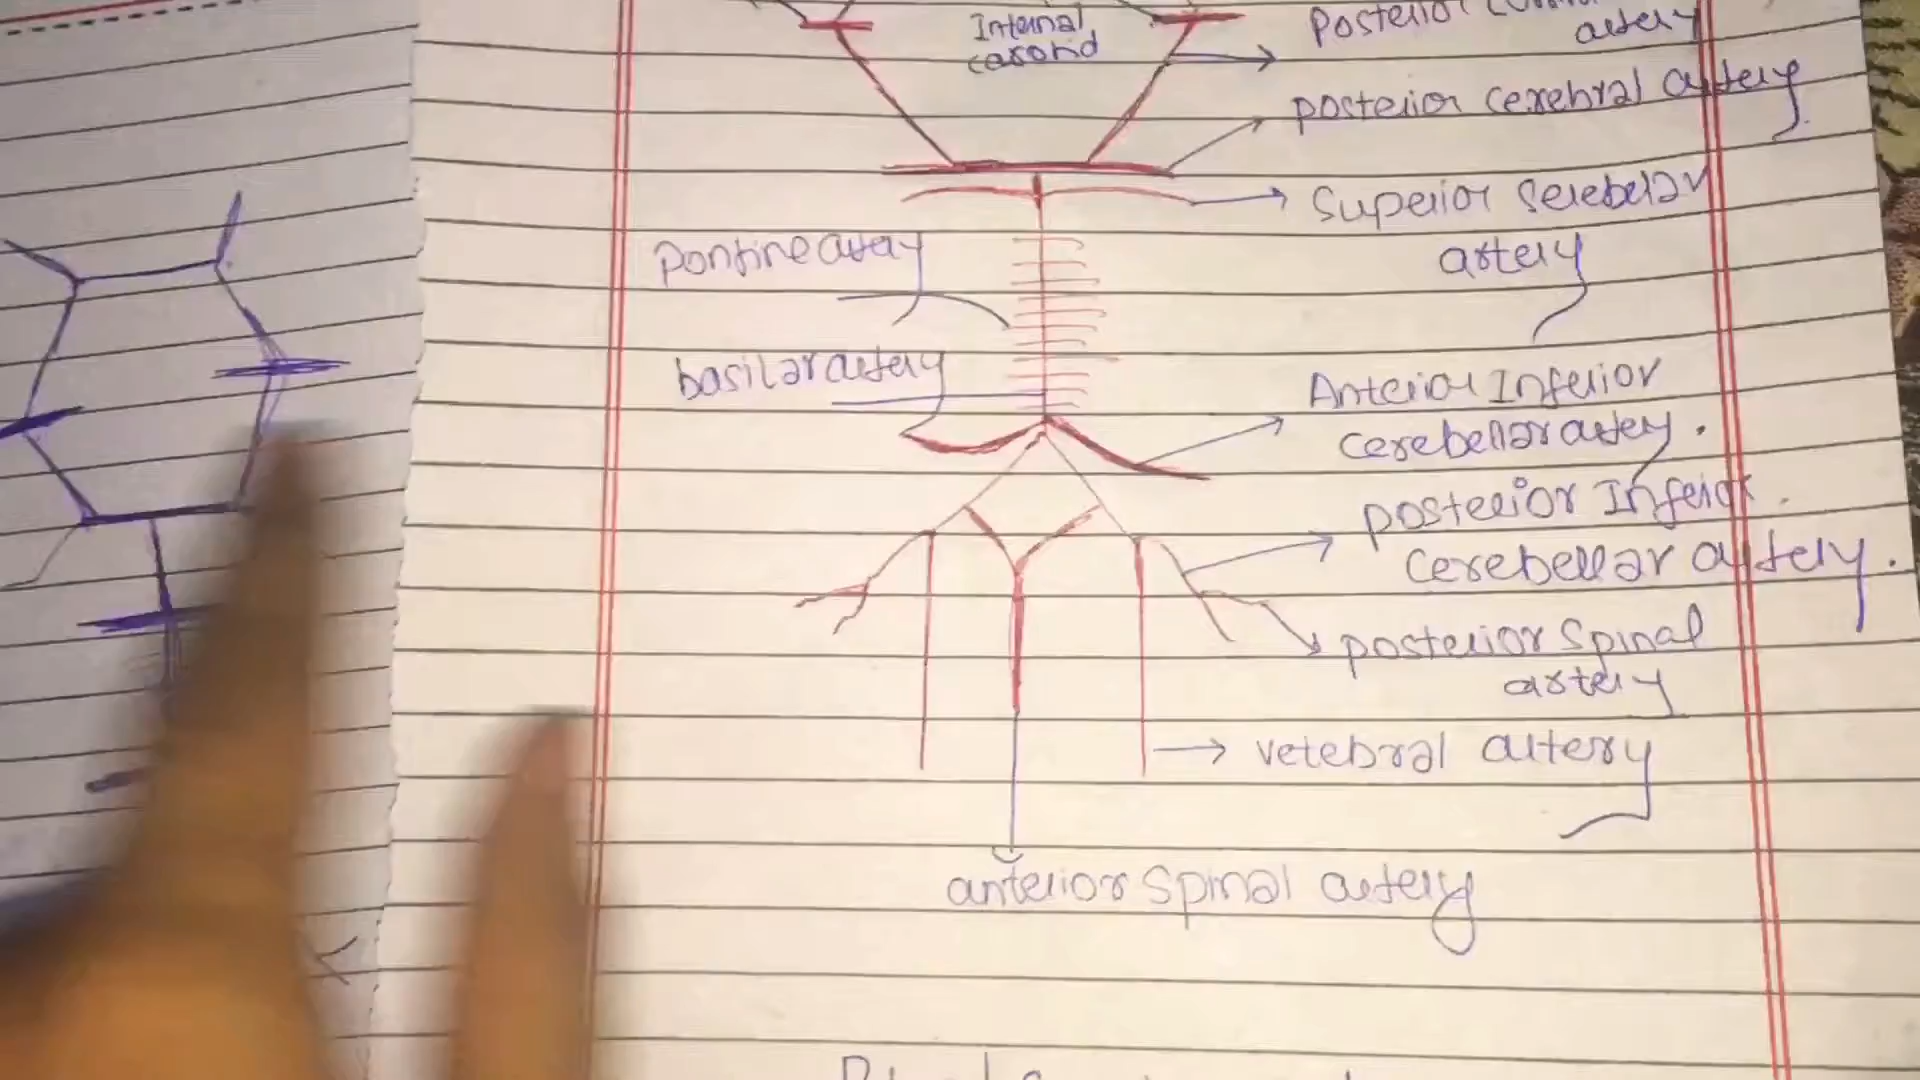 Internal
carotid
Posterior
artery
posterior cerebral artery
Superior Serebelar
artery
Pontine artery
basilar artery
Anterior Inferior
cerebellar artery.
posterior Inferior
cerebellar artery.
posterior Spinal
artery
vetebral artery
anterior spinal artery